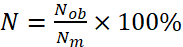 N = N_ob / N_m × 100%